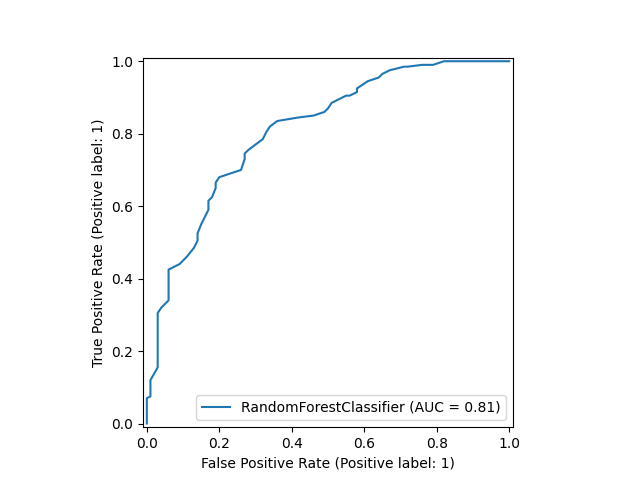 1.0
0.8
0.6
0.4
0.2
0.0
True Positive Rate (Positive label: 1)
RandomForestClassifier (AUC = 0.81)
0.0 0.2 0.4 0.6 0.8 1.0
False Positive Rate (Positive label: 1)